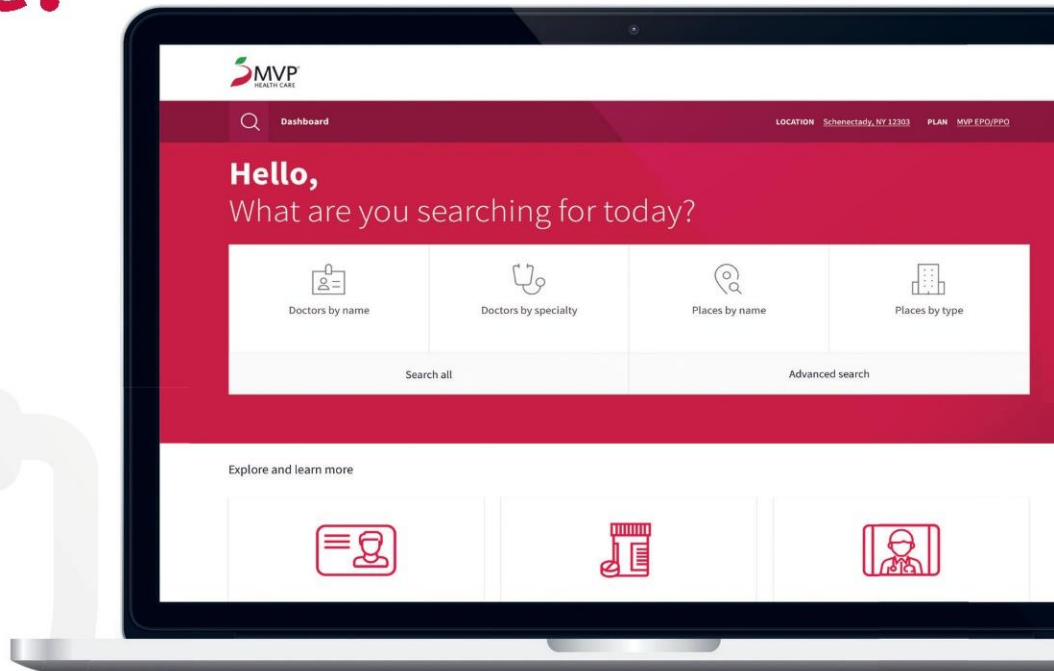 MVP
HEALTH CARE
Dashboard
LOCATION Schenectady, NY 12303 PLAN MVP EPO/PPO
Hello,
What are you searching for today?
Doctors by name
Doctors by specialty
Places by name
Places by type
Search all
Advanced search
Explore and learn more